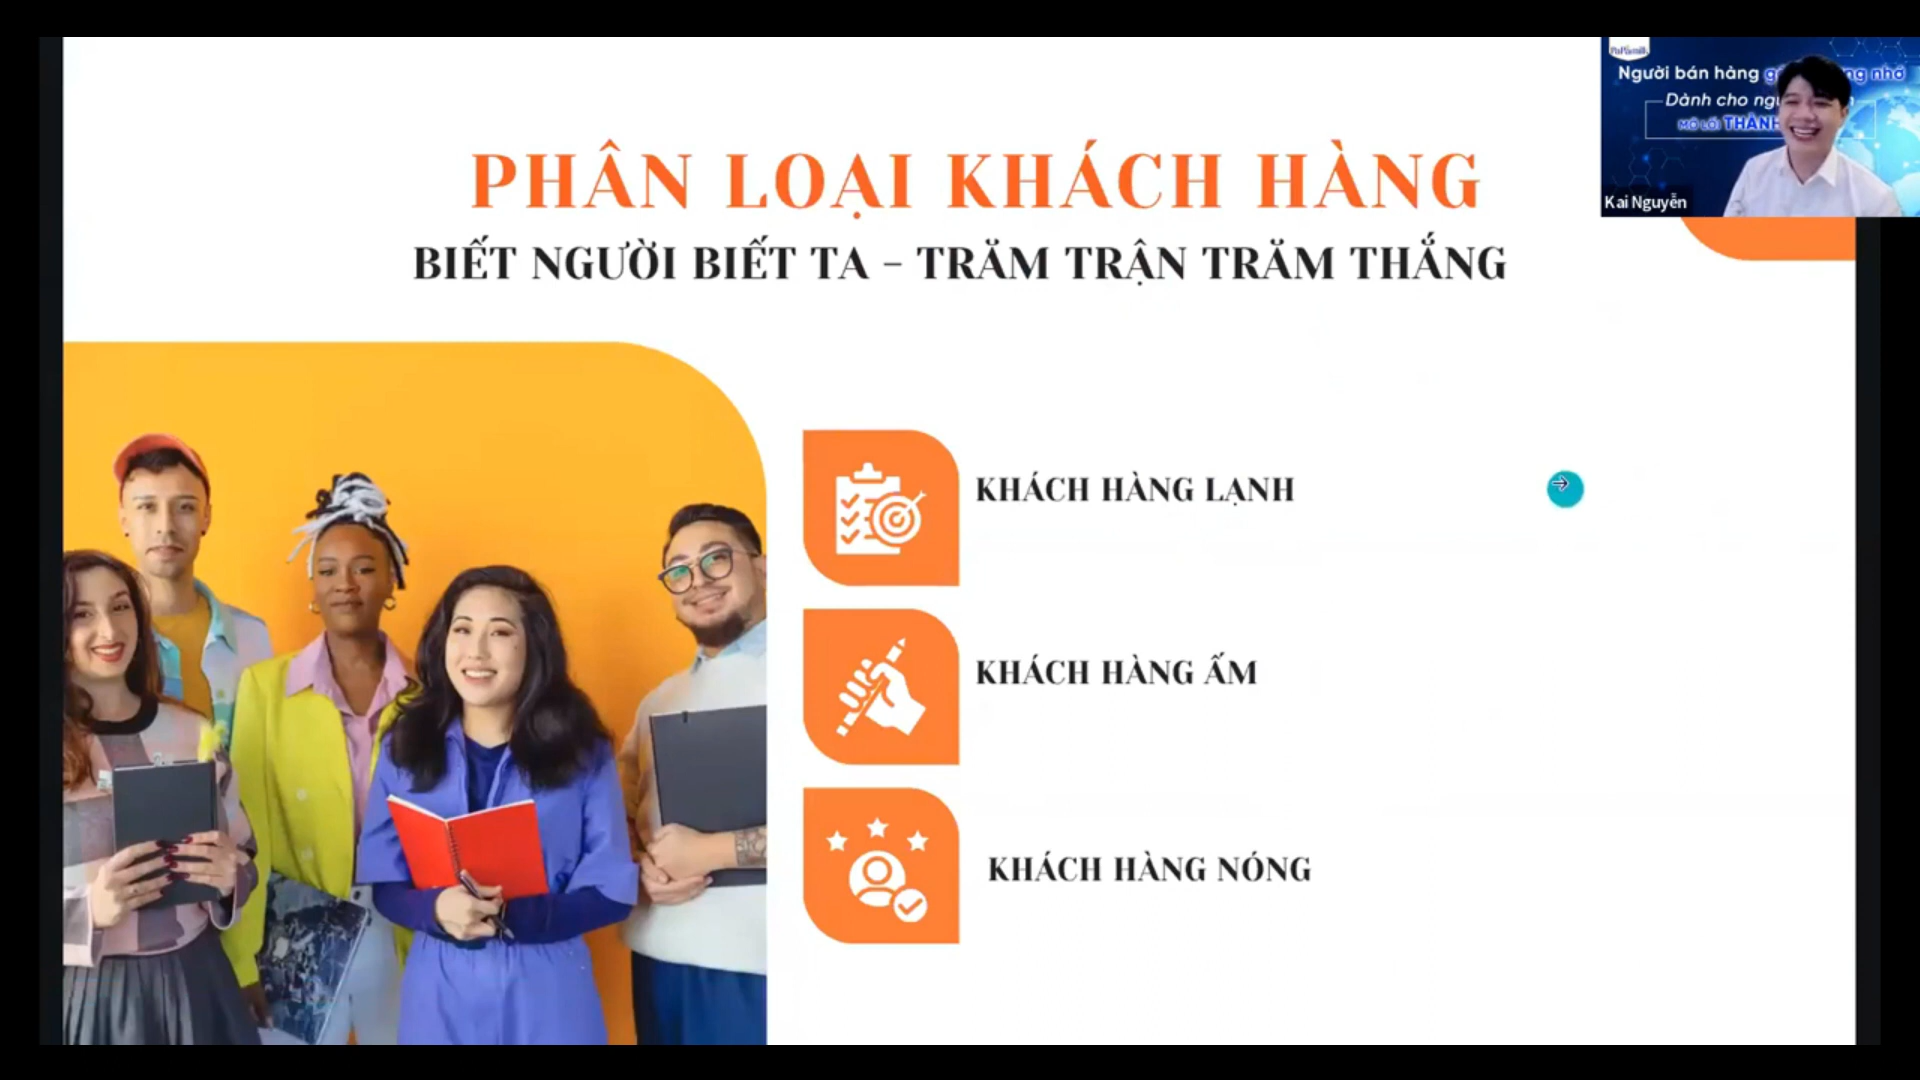 PHÂN LOẠI KHÁCH HÀNG
BIẾT NGƯỜI BIẾT TA – TRĂM TRẬN TRĂM THẮNG
KHÁCH HÀNG LẠNH
KHÁCH HÀNG ẤM
KHÁCH HÀNG NÓNG
Người bán hàng
Dành cho
Kai Nguyễn